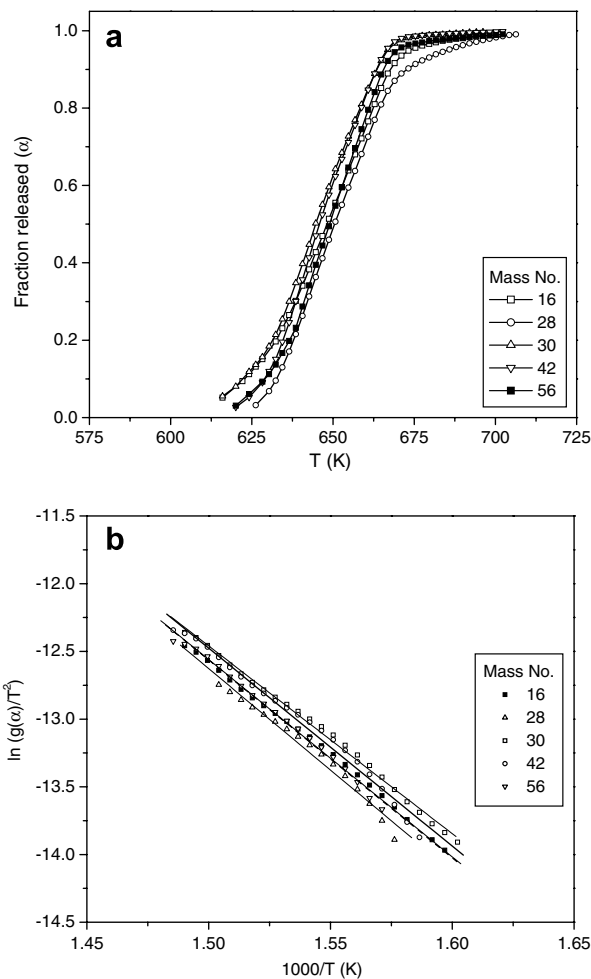 a
1.0
0.8
0.6
0.4
0.2
0.0
Fraction released (α)
575 600 625 650 675 700 725
T (K)
Mass No.
16
28
30
42
56
b
-11.5
-12.0
-12.5
-13.0
-13.5
-14.0
-14.5
ln (g(α)/T²)
1.45 1.50 1.55 1.60 1.65
1000/T (K)
Mass No.
16
28
30
42
56